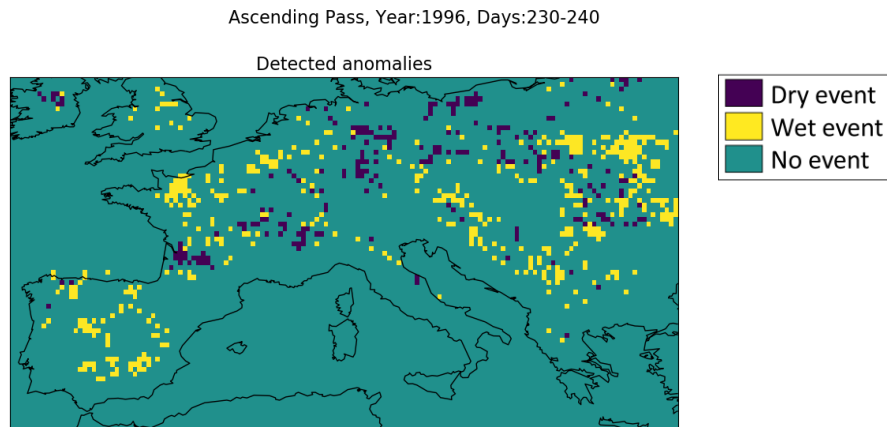 Ascending Pass, Year:1996, Days:230-240
Detected anomalies
Dry event
Wet event
No event